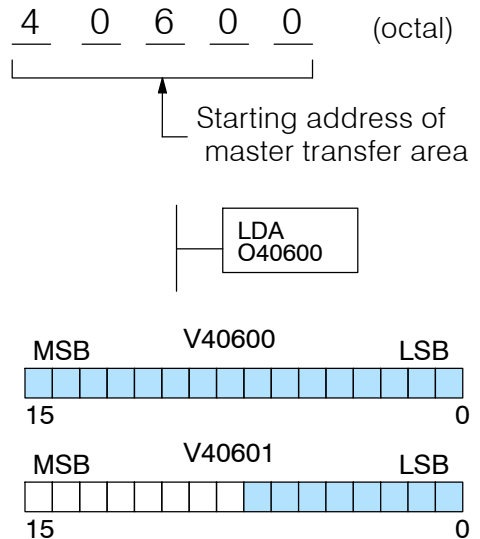 4 0 6 0 0 (octal)
Starting address of
master transfer area
LDA
O40600
MSB V40600 LSB
15 0
MSB V40601 LSB
15 0